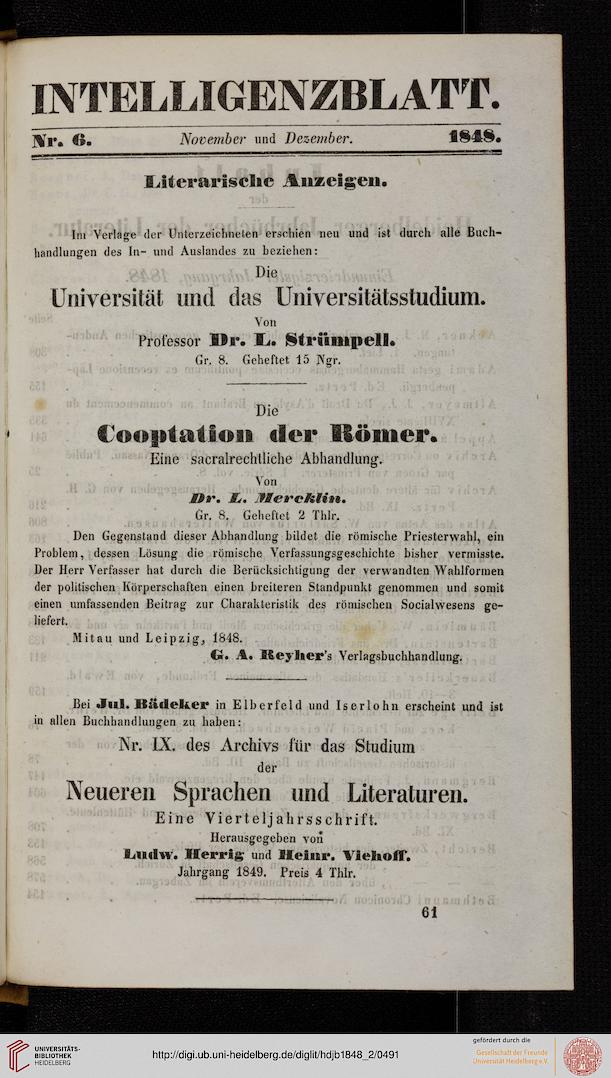 INTELLIGENZBLATT.
Nr. 6. November und Dezember. 1848.
Literarische Anzeigen.
Im Verlage der Unterzeichneten erschien neu und ist durch alle Buch-
handlungen des In- und Auslandes zu beziehen:
Die
Universität und das Universitätsstudium.
Von
Professor Dr. L. Strümpell.
Gr. 8. Geheftet 15 Ngr.
Die
Cooptation der Römer.
Eine sacralrechtliche Abhandlung.
Von
Dr. L. Mercklin.
Gr. 8. Geheftet 2 Thlr.
Den Gegenstand dieser Abhandlung bildet die römische Priesterwahl, ein
Problem, dessen Lösung die römische Verfassungsgeschichte bisher vermisste.
Der Herr Verfasser hat durch die Berücksichtigung der verwandten Wahlformen
der politischen Körperschaften einen breiteren Standpunkt genommen und somit
einen umfassenden Beitrag zur Charakteristik des römischen Socialwesens ge-
liefert.
Mitau und Leipzig, 1848.
G. A. Reyher's Verlagsbuchhandlung.
Bei Jul. Bädeker in Elberfeld und Iserlohn erscheint und ist
in allen Buchhandlungen zu haben:
Nr. IX. des Archivs für das Studium
der
Neueren Sprachen und Literaturen.
Eine Vierteljahrsschrift.
Herausgegeben von
Ludw. Herrig und Heinr. Viehoff.
Jahrgang 1849. Preis 4 Thlr.
61
UNIVERSITÄTS-
BIBLIOTHEK
HEIDELBERG
http://digi.ub.uni-heidelberg.de/diglit/hdjb1848_2/0491
gefördert durch die
Gesellschaft der Freunde
Universität Heidelberg e.V.